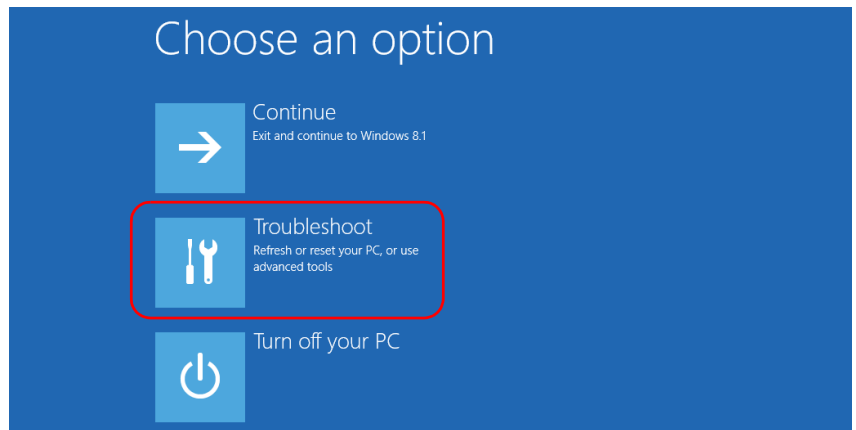 Choose an option
Continue
Exit and continue to Windows 8.1
Troubleshoot
Refresh or reset your PC, or use
advanced tools
Turn off your PC